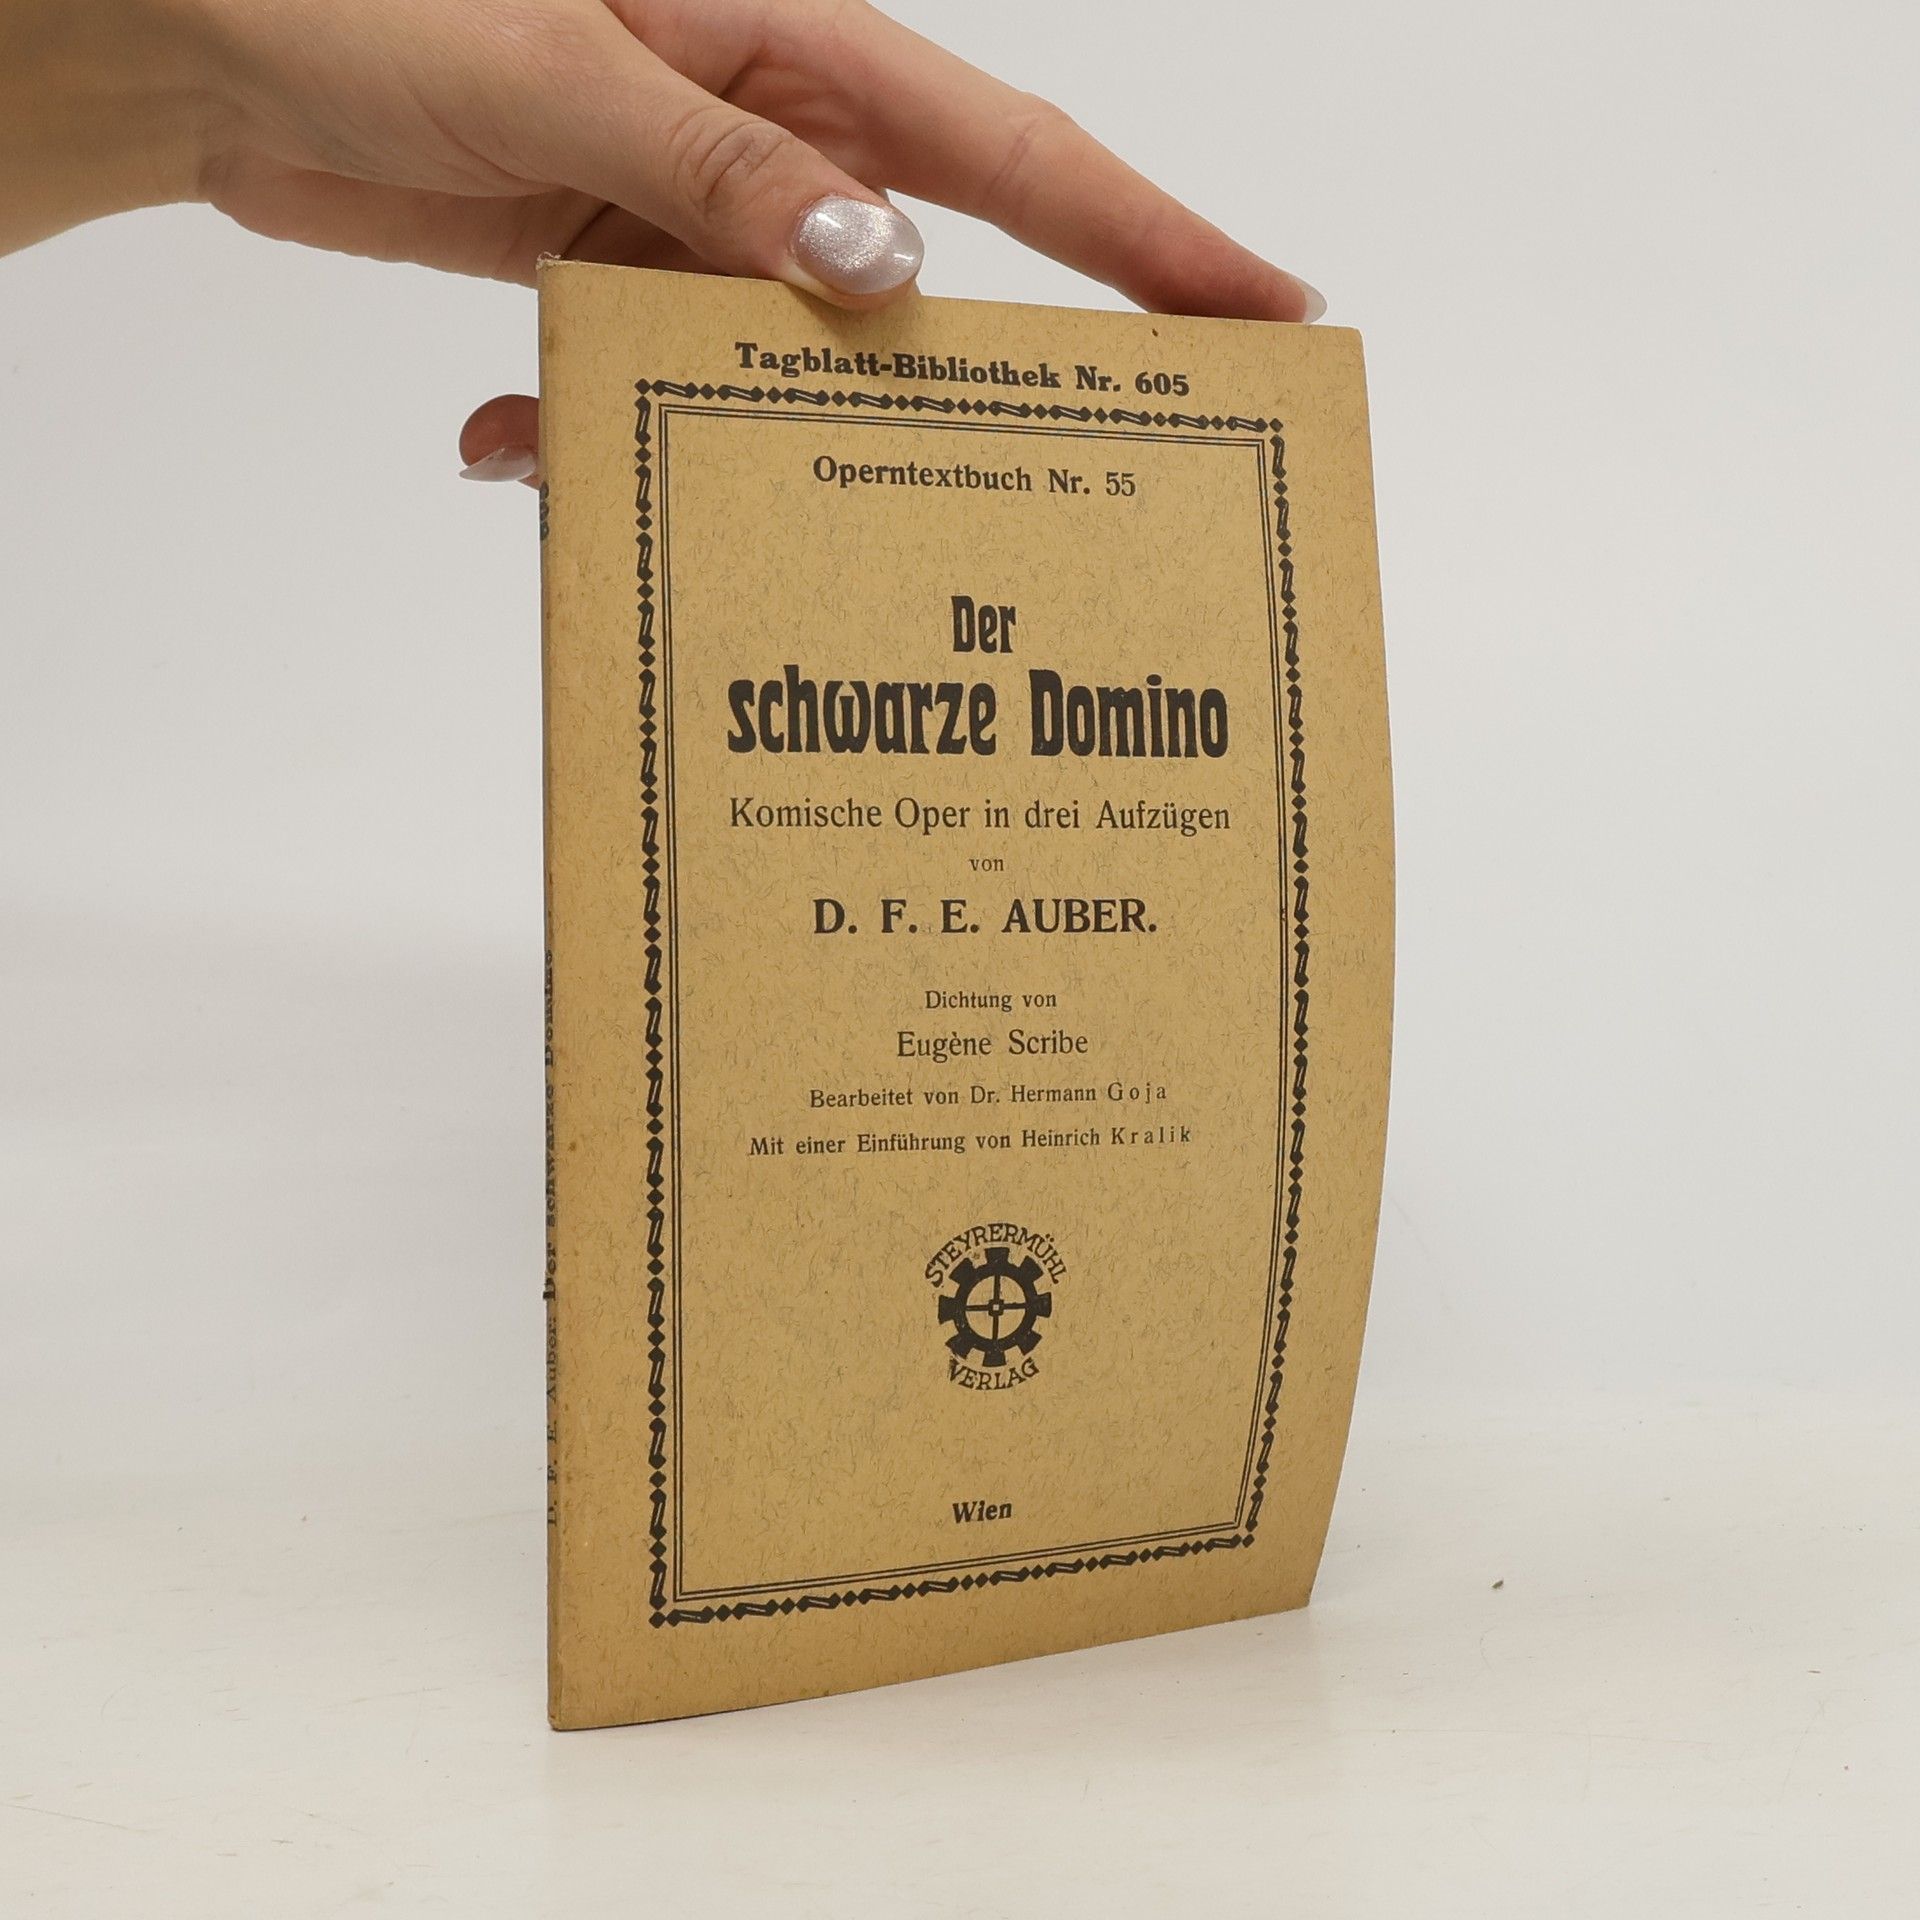 Tagblatt-Bibliothek Nr. 605
Operntextbuch Nr. 55
Der
schwarze Domino
Komische Oper in drei Aufzügen
von
D. F. E. AUBER.
Dichtung von
Eugène Scribe
Bearbeitet von Dr. Hermann Goja
Mit einer Einführung von Heinrich Kralik
STEYRERMÜHL
VERLAG
Wien
605
D. F. E. Auber: Der schwarze Domino